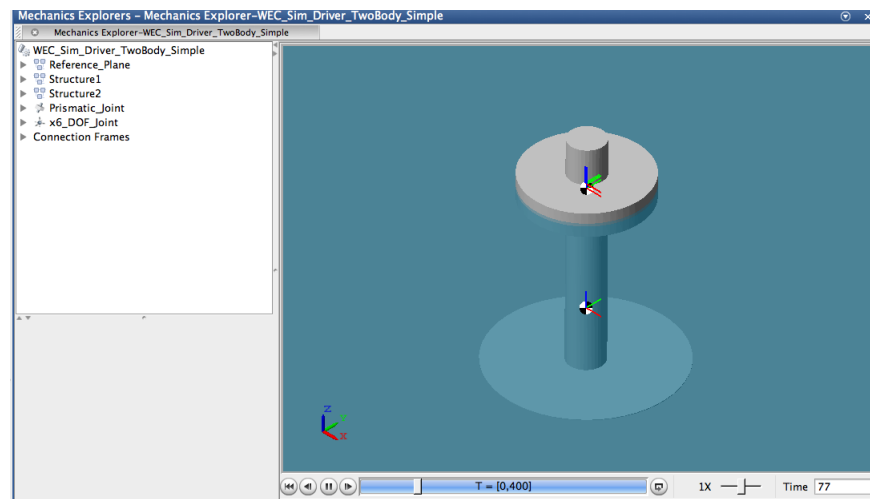 Mechanics Explorers - Mechanics Explorer-WEC_Sim_Driver_TwoBody_Simple
Mechanics Explorer-WEC_Sim_Driver_TwoBody_Simple
WEC_Sim_Driver_TwoBody_Simple
Reference_Plane
Structure1
Structure2
Prismatic_Joint
x6_DOF_Joint
Connection Frames
Z
X
T = [0,400]
1X
Time 77